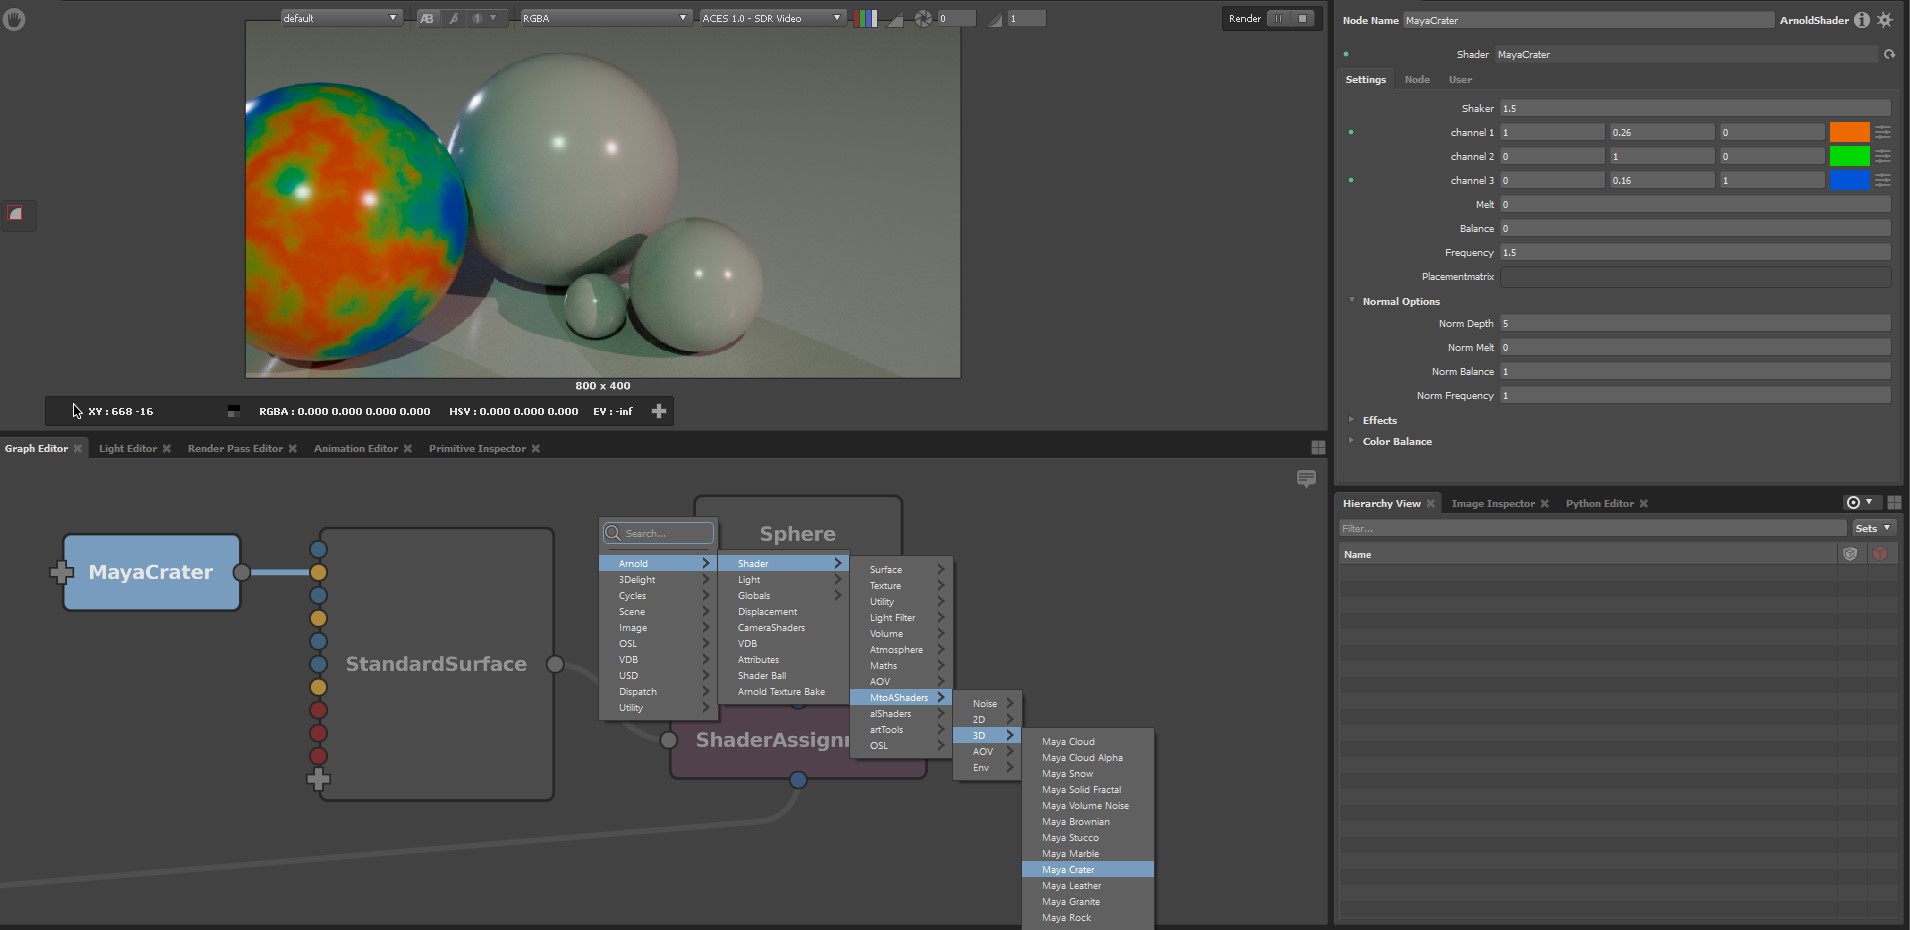 default
AB
1
RGBA
ACES 1.0 - SDR Video
0
1
Render
800 x 400
XY : 668 -16
RGBA : 0.000 0.000 0.000 0.000
HSV : 0.000 0.000 0.000
EV : -inf
Graph Editor
Light Editor
Render Pass Editor
Animation Editor
Primitive Inspector
MayaCrater
StandardSurface
Sphere
ShaderAssignm
Search...
Arnold
3Delight
Cycles
Scene
Image
OSL
VDB
USD
Dispatch
Utility
Shader
Light
Globals
Displacement
CameraShaders
VDB
Attributes
Shader Ball
Arnold Texture Bake
Surface
Texture
Utility
Light Filter
Volume
Atmosphere
Maths
AOV
MtoAShaders
alShaders
artTools
OSL
Noise
2D
3D
AOV
Env
Maya Cloud
Maya Cloud Alpha
Maya Snow
Maya Solid Fractal
Maya Volume Noise
Maya Brownian
Maya Stucco
Maya Marble
Maya Crater
Maya Leather
Maya Granite
Maya Rock
Node Name MayaCrater ArnoldShader
Shader MayaCrater
Settings Node User
Shaker 1.5
channel 1 1 0.26 0
channel 2 0 1 0
channel 3 0 0.16 1
Melt 0
Balance 0
Frequency 1.5
Placementmatrix
Normal Options
Norm Depth 5
Norm Melt 0
Norm Balance 1
Norm Frequency 1
Effects
Color Balance
Hierarchy View
Image Inspector
Python Editor
Filter...
Sets
Name